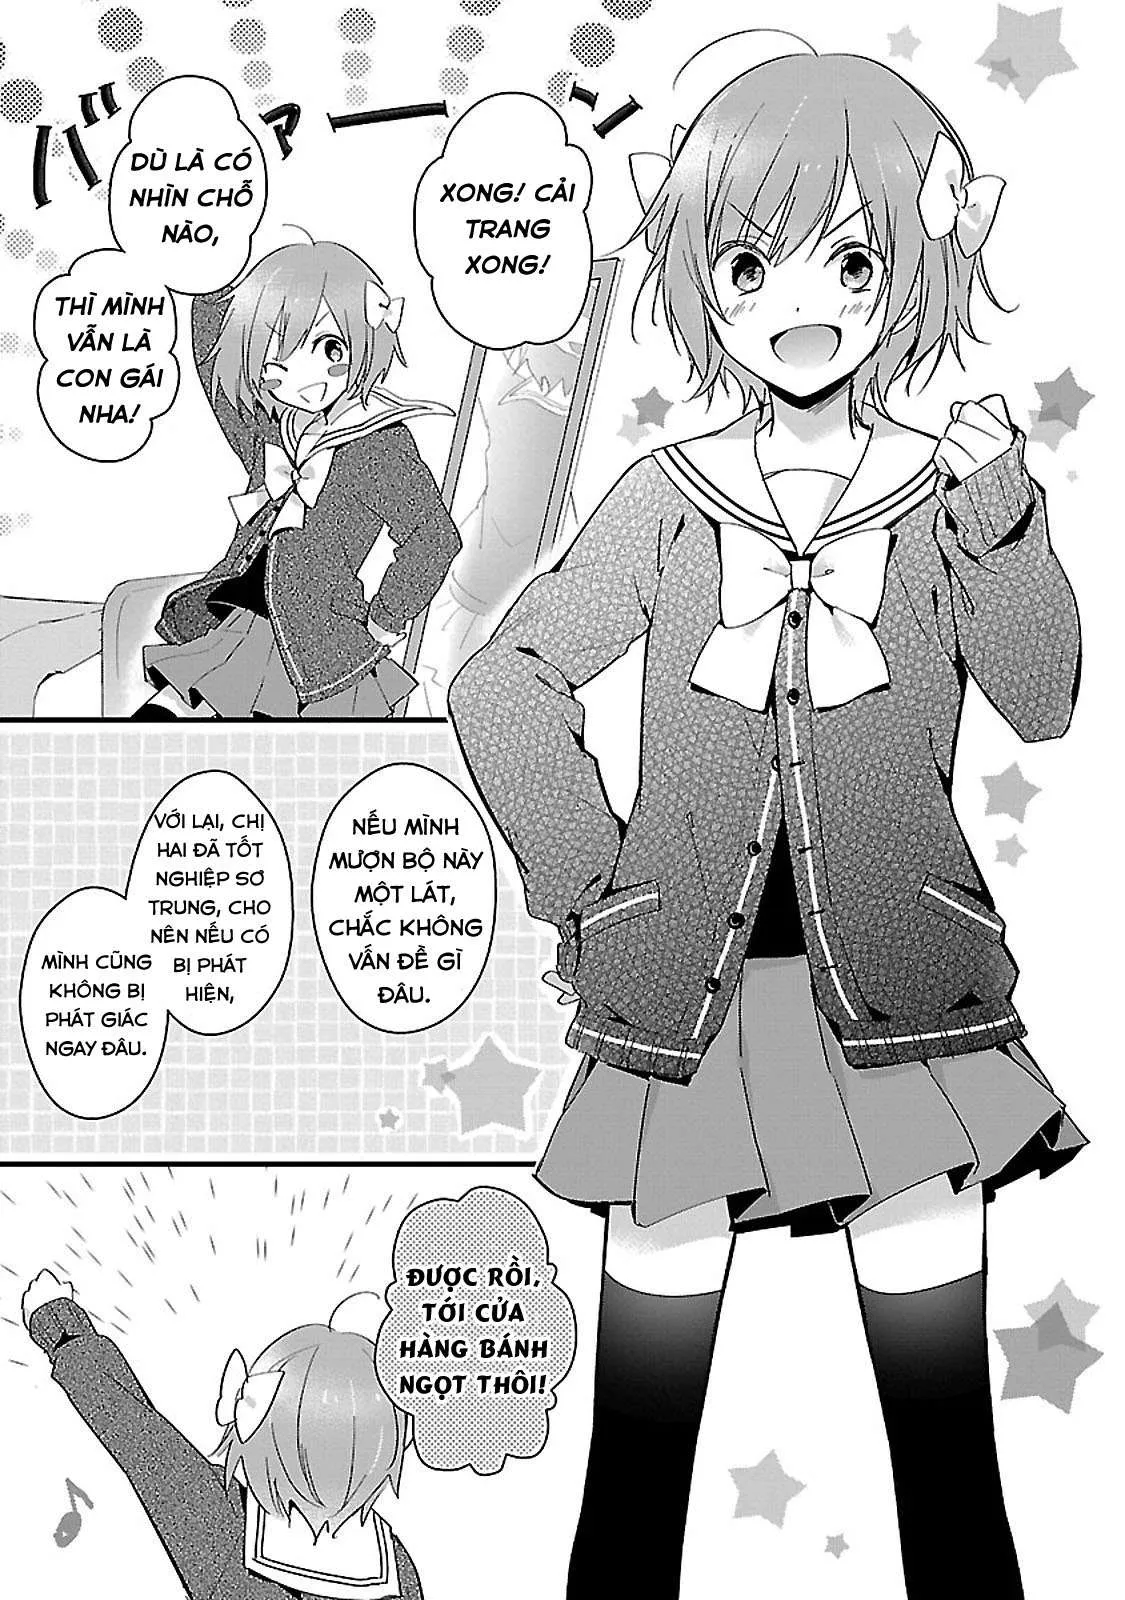 バァーン
XONG! CẢI
TRANG
XONG!
DÙ LÀ CÓ
NHÌN CHỖ
NÀO,
THÌ MÌNH
VẪN LÀ
CON GÁI
NHA!
NẾU MÌNH
MƯỢN BỘ NÀY
MỘT LÁT,
CHẮC KHÔNG
VẤN ĐỀ GÌ
ĐÂU.
VỚI LẠI, CHỊ
HAI ĐÃ TỐT
NGHIỆP SƠ
TRUNG, CHO
NÊN NẾU CÓ
BỊ PHÁT
HIỆN,
MÌNH CŨNG
KHÔNG BỊ
PHÁT GIÁC
NGAY ĐÂU.
ĐƯỢC RỒI,
TỚI CỬA
HÀNG BÁNH
NGỌT THÔI!